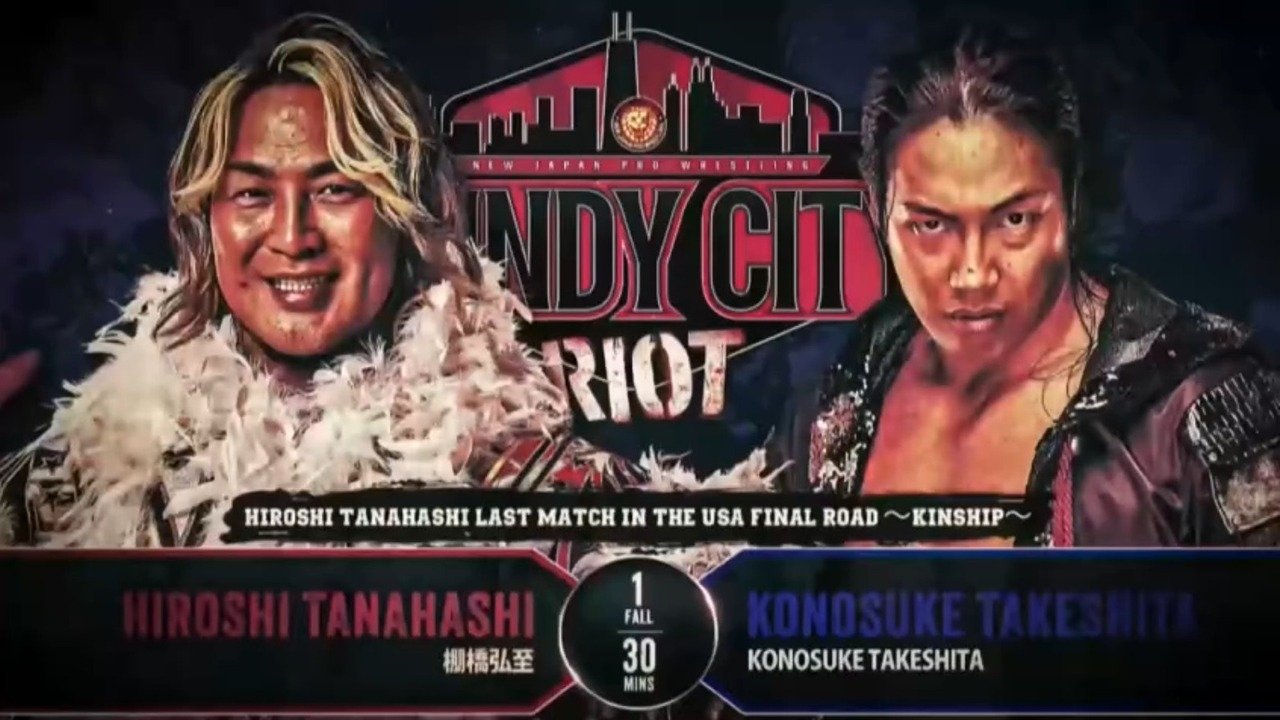 NEW JAPAN PRO WRESTLING
INDY CIT
RIOT
HIROSHI TANAHASHI LAST MATCH IN THE USA FINAL ROAD ～KINSHIP～
HIROSHI TANAHASHI
棚橋弘至
1
FALL
30
MINS
KONOSUKE TAKESHITA
KONOSUKE TAKESHITA